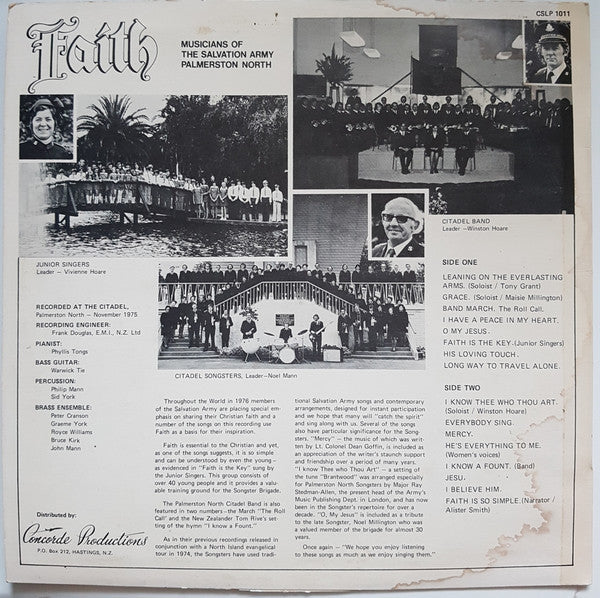 CSLP 1011
Faith
MUSICIANS OF
THE SALVATION ARMY
PALMERSTON NORTH
JUNIOR SINGERS
Leader - Vivienne Hoare
CITADEL BAND
Leader -Winston Hoare
CITADEL SONGSTERS, Leader-Noel Mann
RECORDED AT THE CITADEL,
Palmerston North - November 1975
RECORDING ENGINEER:
Frank Douglas, E.M.I., N.Z. Ltd
PIANIST:
Phyllis Tongs
BASS GUITAR:
Warwick Tie
PERCUSSION:
Philip Mann
Sid York
BRASS ENSEMBLE:
Peter Cranson
Graeme York
Royce Williams
Bruce Kirk
John Mann
Distributed by:
Concorde Productions
P.O. Box 212, HASTINGS, N.Z.
Throughout the World in 1976 members
of the Salvation Army are placing special emp-
hasis on sharing their Christian faith and a
number of the songs on this recording use
Faith as a basis for their inspiration.
Faith is essential to the Christian and yet,
as one of the songs suggests, it is so simple
and can be understood by even the young -
as evidenced in "Faith is the Key" sung by
the Junior Singers. This group consists of
over 40 young people and it provides a valu-
able training ground for the Songster Brigade.
The Palmerston North Citadel Band is also
featured in two numbers - the March "The Roll
Call' and the New Zealander Tom Rive's set-
ting of the hymn "I know a Fount."
As in their previous recording released in
conjunction with a North Island evangelical
tour in 1974, the Songsters have used tradi-
tional Salvation Army songs and contemporary
arrangements, designed for instant participation
and we hope that many will "catch the spirit"
and sing along with us. Several of the songs
also have particular significance for the Song-
sters. "Mercy" - the music of which was written
by Lt. Colonel Dean Goffin, is included as
an appreciation of the writer's staunch support
and friendship over a period of many years.
"I know Thee who Thou Art" - a setting of
the tune "Brantwood" was arranged especially
for Palmerston North Songsters by Major Ray
Stedman-Allen, the present head of the Army's
Music Publishing Dept. in London, and has now
been in the Songster's repertoire for over a
decade. "O, My Jesus" is included as a tribute
to the late Songster, Noel Millington who was
a valued member of the brigade for almost 30
years.
Once again - "We hope you enjoy listening
to these songs as much as we enjoy singing them."
SIDE ONE
LEANING ON THE EVERLASTING
ARMS. (Soloist / Tony Grant)
GRACE. (Soloist / Maisie Millington)
BAND MARCH. The Roll Call.
I HAVE A PEACE IN MY HEART.
O MY JESUS.
FAITH IS THE KEY.(Junior Singers)
HIS LOVING TOUCH.
LONG WAY TO TRAVEL ALONE.
SIDE TWO
I KNOW THEE WHO THOU ART.
(Soloist / Winston Hoare)
EVERYBODY SING.
MERCY.
HE'S EVERYTHING TO ME.
(Women's voices)
I KNOW A FOUNT. (Band)
JESU.
I BELIEVE HIM.
FAITH IS SO SIMPLE.(Narrator /
Alister Smith)